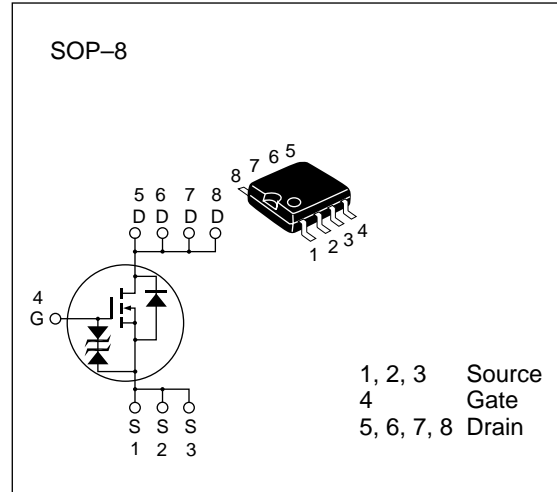 SOP–8
8 7 6 5
1 2 3 4
5 6 7 8
D D D D
4
G
S S S
1 2 3
1, 2, 3 Source
4 Gate
5, 6, 7, 8 Drain